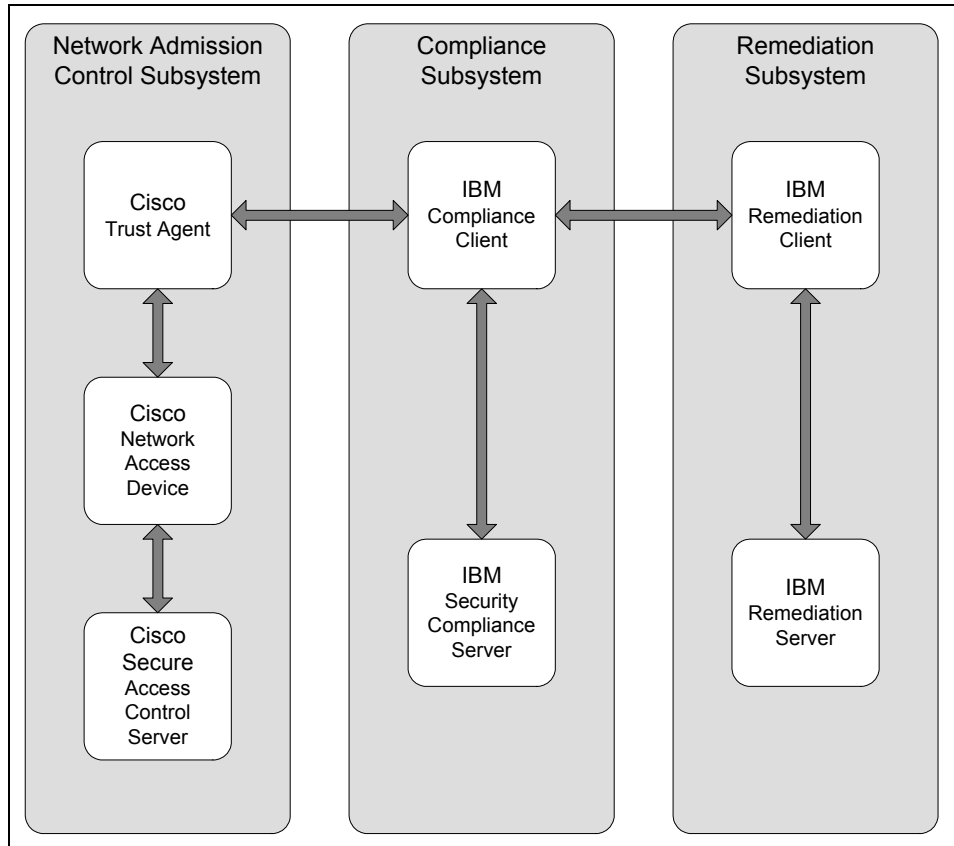 Network Admission
Control Subsystem
Compliance
Subsystem
Remediation
Subsystem
Cisco
Trust Agent
IBM
Compliance
Client
IBM
Remediation
Client
Cisco
Network
Access
Device
Cisco
Secure
Access
Control
Server
IBM
Security
Compliance
Server
IBM
Remediation
Server